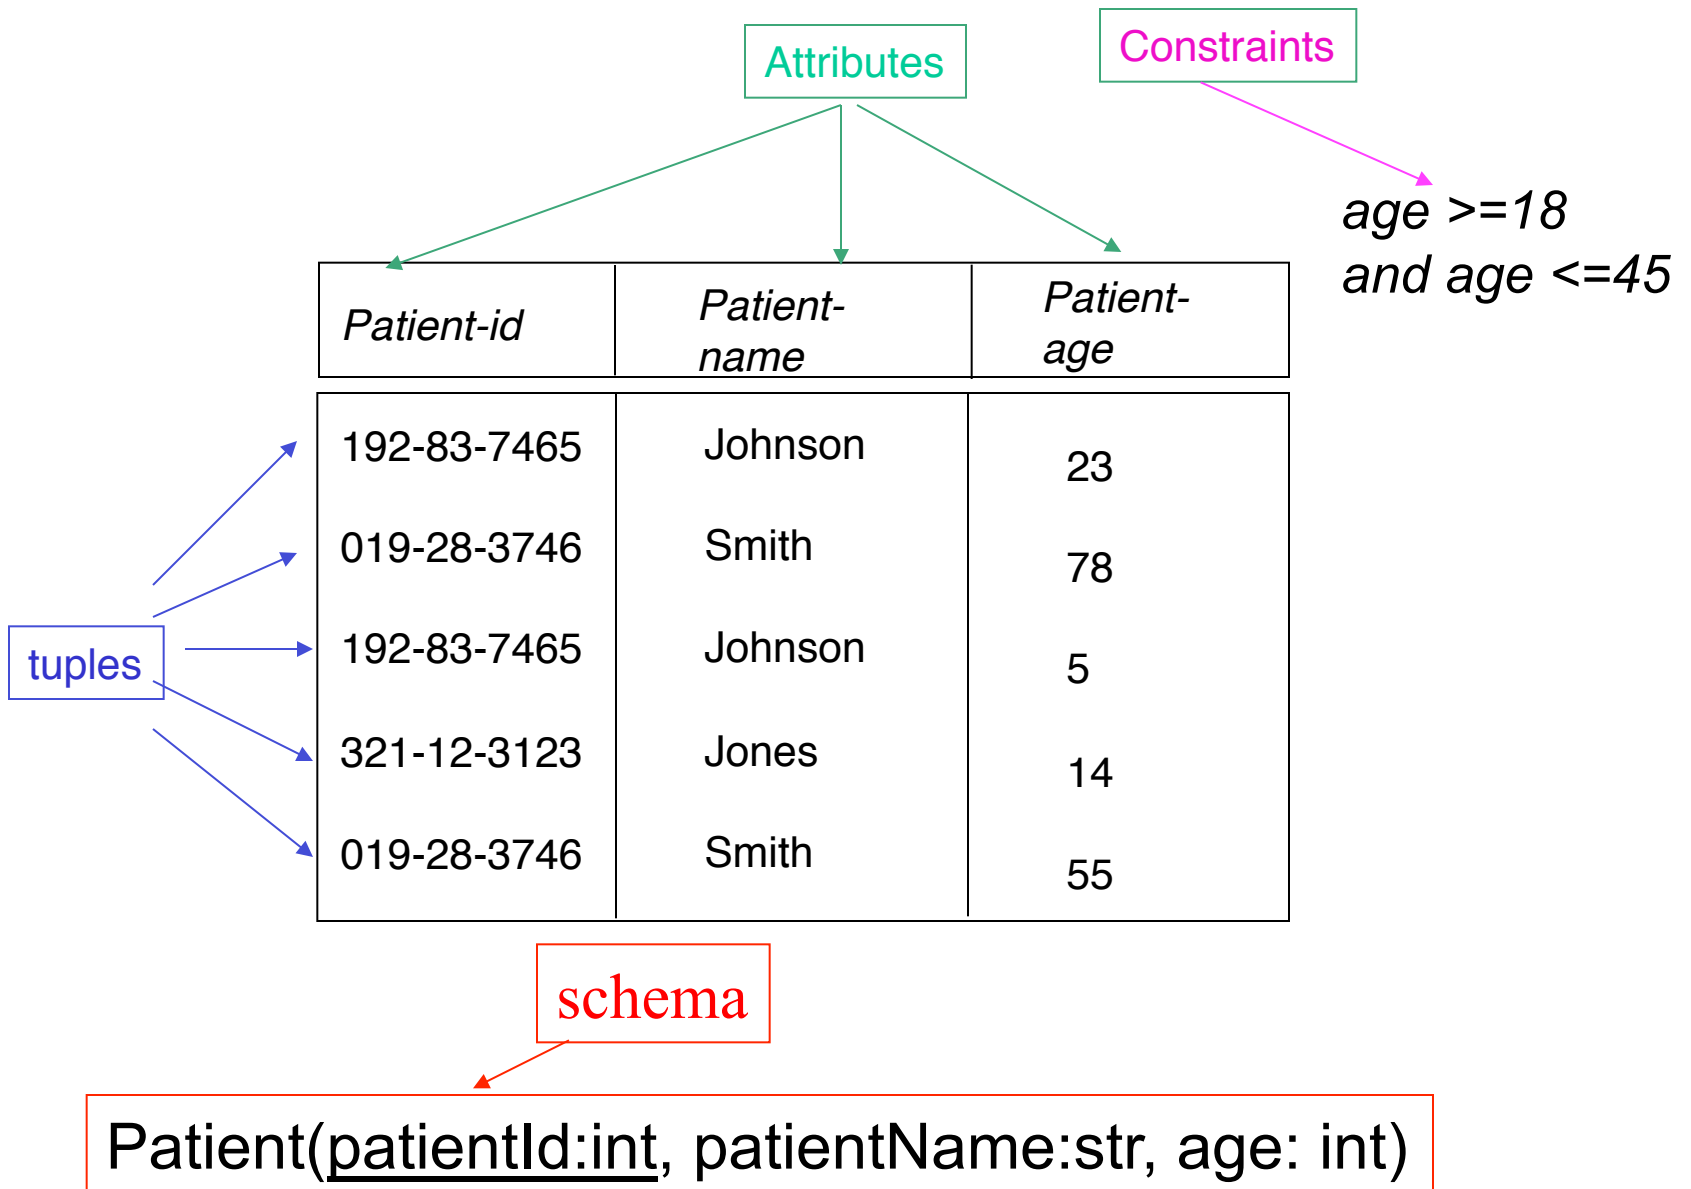 Attributes
Constraints
age >=18
and age <=45
Patient-id
Patient-
name
Patient-
age
192-83-7465 Johnson 23
019-28-3746 Smith 78
192-83-7465 Johnson 5
321-12-3123 Jones 14
019-28-3746 Smith 55
tuples
schema
Patient(patientId:int, patientName:str, age: int)